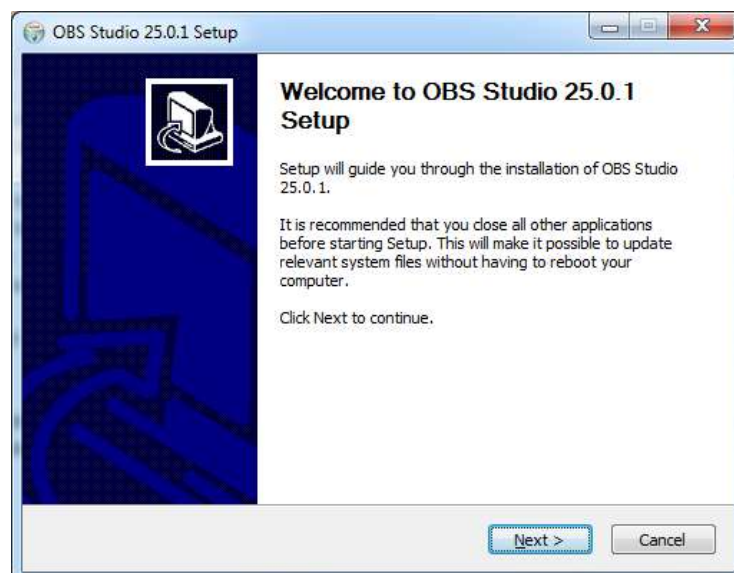 OBS Studio 25.0.1 Setup
Welcome to OBS Studio 25.0.1
Setup
Setup will guide you through the installation of OBS Studio
25.0.1.
It is recommended that you close all other applications
before starting Setup. This will make it possible to update
relevant system files without having to reboot your
computer.
Click Next to continue.
Next >
Cancel